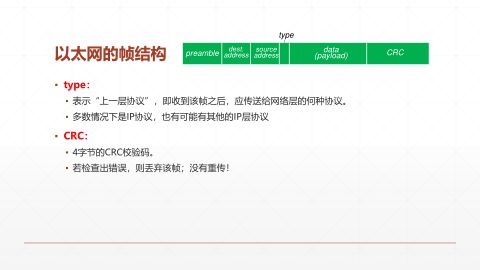 type
以太网的帧结构
preamble
dest. address
source address
data (payload)
CRC
type：
表示“上一层协议”，即收到该帧之后，应传送给网络层的何种协议。
多数情况下是IP协议，也有可能有其他的IP层协议
CRC：
4字节的CRC校验码。
若检查出错误，则丢弃该帧；没有重传！